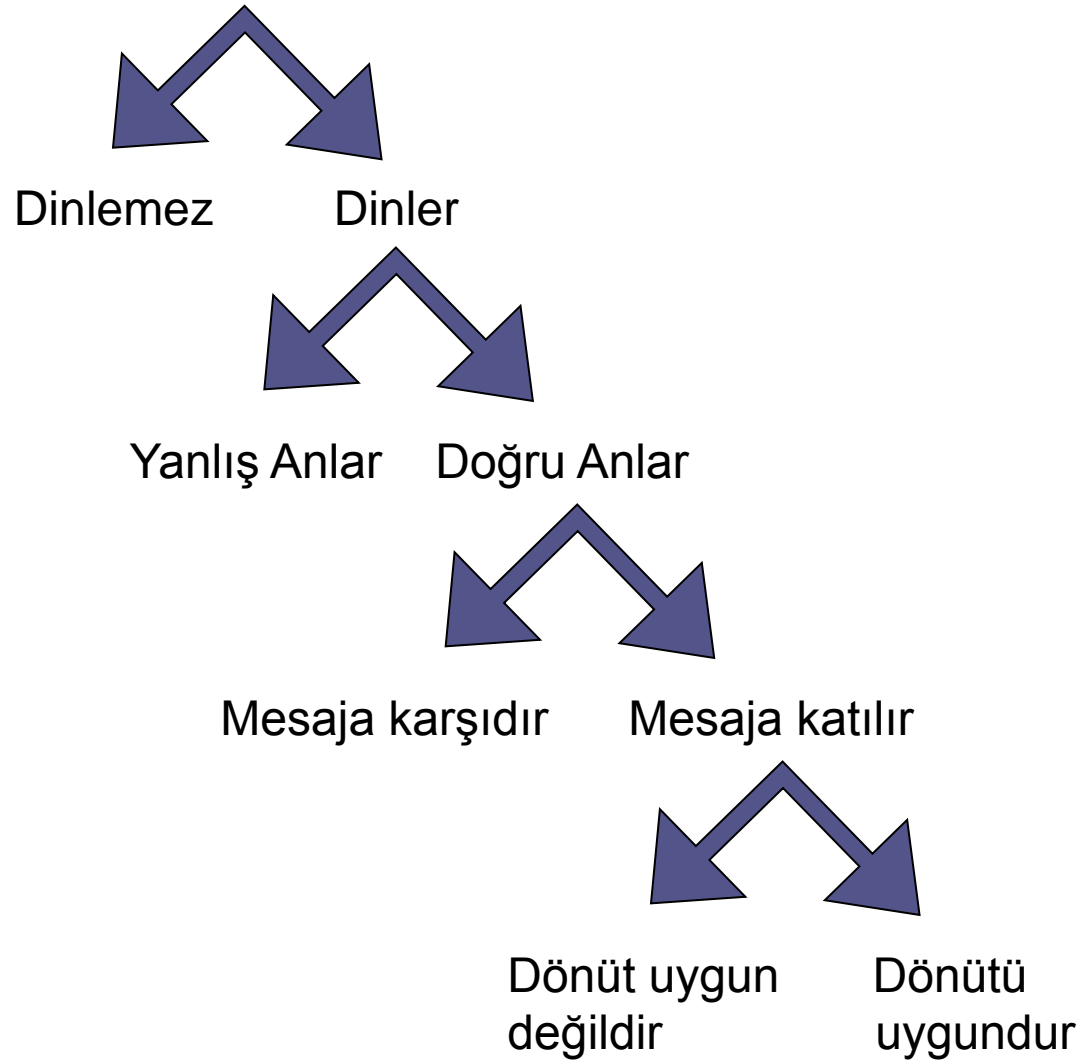 Dinlemez Dinler
Yanlış Anlar Doğru Anlar
Mesaja karşıdır Mesaja katılır
Dönüt uygun Dönütü
değildir uygundur